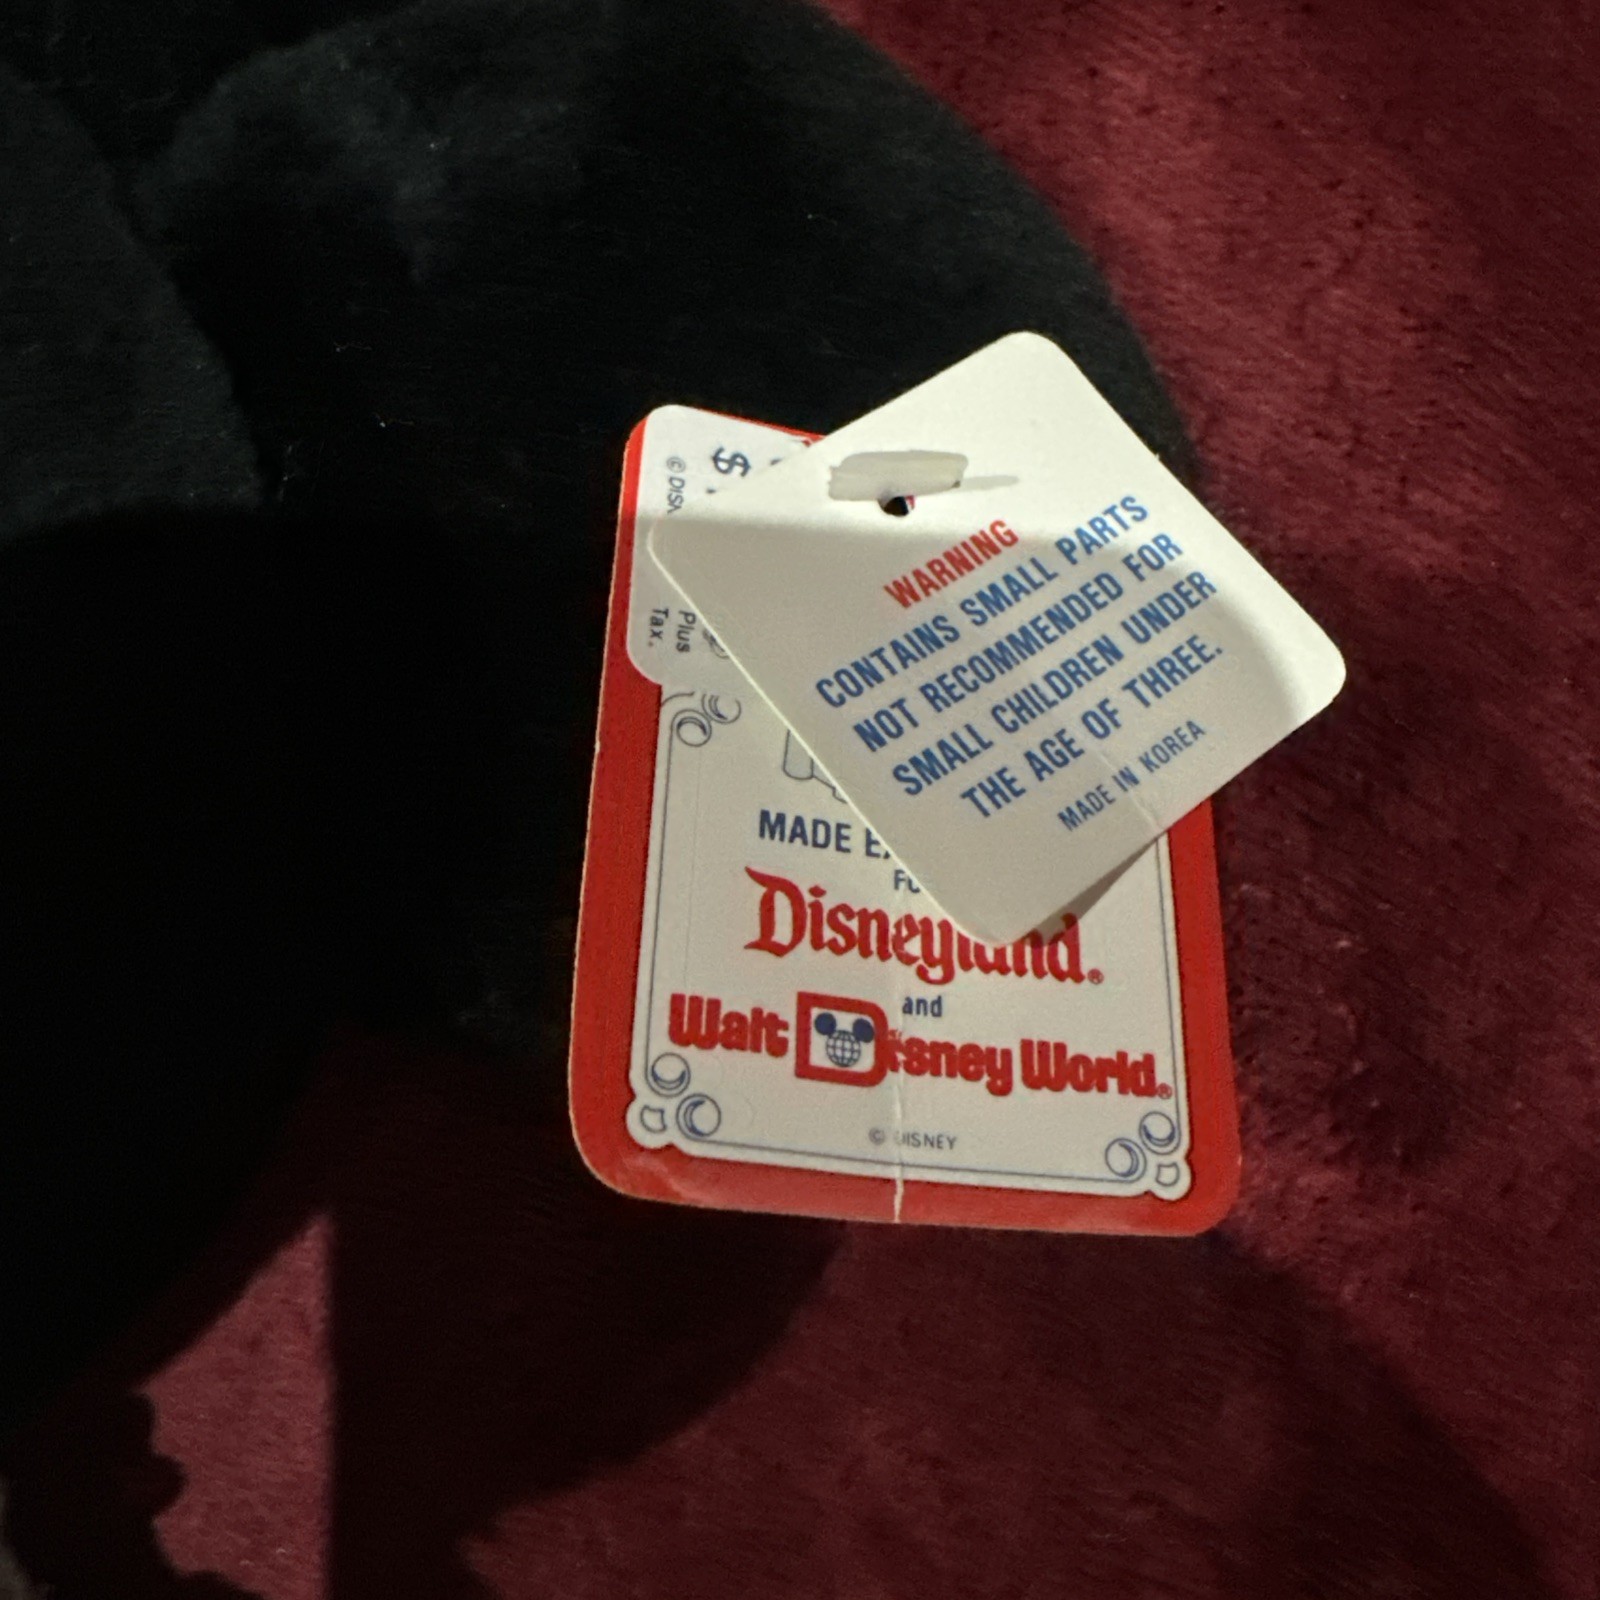 WARNING
CONTAINS SMALL PARTS
NOT RECOMMENDED FOR
SMALL CHILDREN UNDER
THE AGE OF THREE.
MADE IN KOREA
$
Plus
Tax.
MADE
Disneyland®
and
Walt Disney World®
© DISNEY